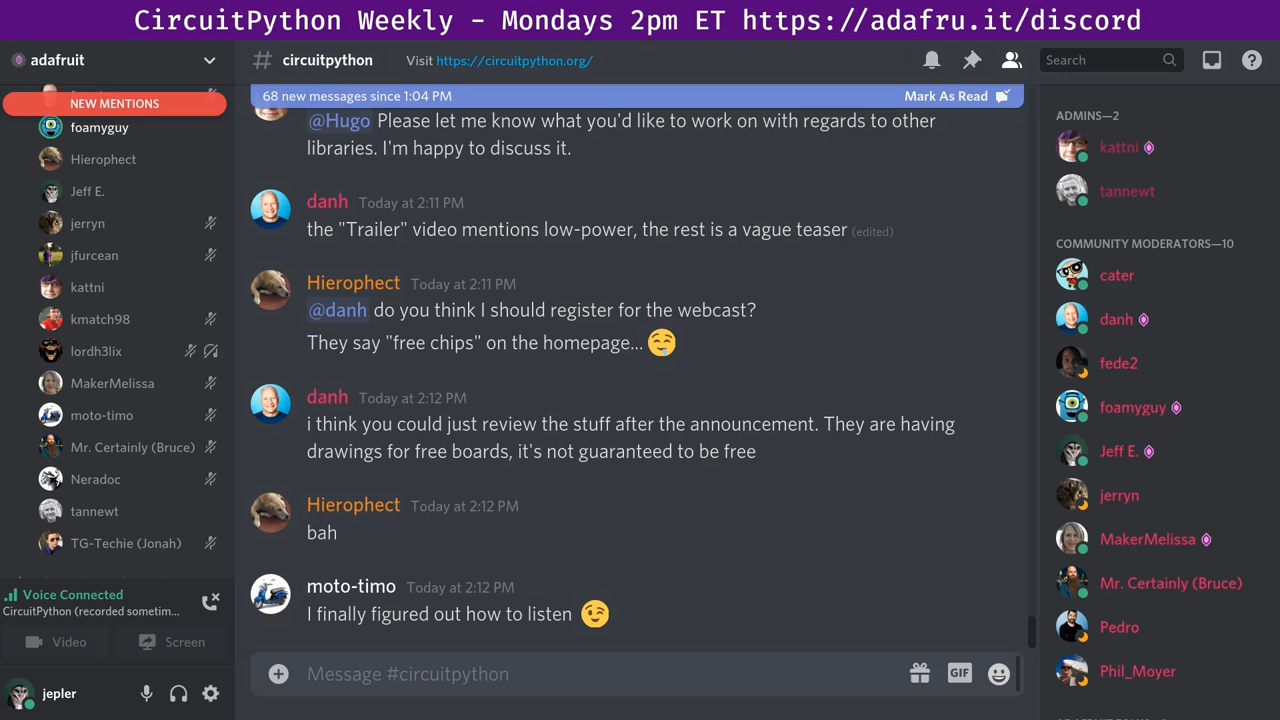 CircuitPython Weekly - Mondays 2pm ET https://adafru.it/discord
adafruit
# circuitpython
Visit https://circuitpython.org/
Search
NEW MENTIONS
foamyguy
Hierophect
Jeff E.
jerryn
jfurcean
kattni
kmatch98
lordh3lix
MakerMelissa
moto-timo
Mr. Certainly (Bruce)
Neradoc
tannewt
TG-Techie (Jonah)
Voice Connected
CircuitPython (recorded sometim...
Video
Screen
jepler
68 new messages since 1:04 PM
Mark As Read
@Hugo Please let me know what you'd like to work on with regards to other
libraries. I'm happy to discuss it.
danh Today at 2:11 PM
the "Trailer" video mentions low-power, the rest is a vague teaser (edited)
Hierophect Today at 2:11 PM
@danh do you think I should register for the webcast?
They say "free chips" on the homepage... 🤤
danh Today at 2:12 PM
i think you could just review the stuff after the announcement. They are having
drawings for free boards, it's not guaranteed to be free
Hierophect Today at 2:12 PM
bah
moto-timo Today at 2:12 PM
I finally figured out how to listen 😉
Message #circuitpython
GIF
ADMINS—2
kattni
tannewt
COMMUNITY MODERATORS—10
cater
danh
fede2
foamyguy
Jeff E.
jerryn
MakerMelissa
Mr. Certainly (Bruce)
Pedro
Phil_Moyer